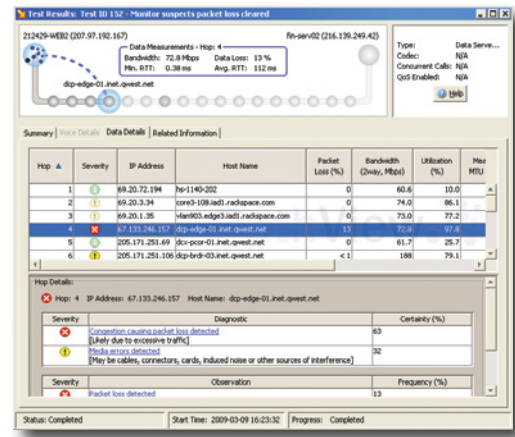 Test Results: Test ID 152 - Monitor suspects packet loss cleared
212429-WEB2 (207.97.192.167)
fin-serv02 (216.139.249.42)
Data Measurements - Hop: 4
Bandwidth: 72.8 Mbps Data Loss: 13 %
Min. RTT: 0.38 ms Avg. RTT: 112 ms
dcp-edge-01.inet.qwest.net
Type: Data Serve...
Codec: N/A
Concurrent Calls: N/A
QoS Enabled: N/A
Help
Summary Voice Details Data Details Related Information
Hop Severity IP Address Host Name Packet Loss (%) Bandwidth (2way, Mbps) Utilization (%) Mea MTU
1 69.20.72.194 hs-1140-202 0 60.6 10.0
2 69.20.3.34 core3-108.iad1.rackspace.com 0 74.0 86.1
3 69.20.1.35 vlan903.edge3.iad1.rackspace.com 0 73.0 77.2
4 67.133.246.157 dcp-edge-01.inet.qwest.net 13 72.8 97.8
5 205.171.251.69 dcx-pcor-01.inet.qwest.net 0 61.7 25.7
6 205.171.251.106 dcp-brdr-03.inet.qwest.net < 1 188 79.1
Hop Details:
Hop: 4 IP Address: 67.133.246.157 Host Name: dcp-edge-01.inet.qwest.net
Severity Diagnostic Certainty (%)
Congestion causing packet loss detected 63
[Likely due to excessive traffic]
Media errors detected 32
[May be cables, connectors, cards, induced noise or other sources of interference]
Severity Observation Frequency (%)
Packet loss detected 13
Status: Completed Start Time: 2009-03-09 16:23:32 Progress: Completed